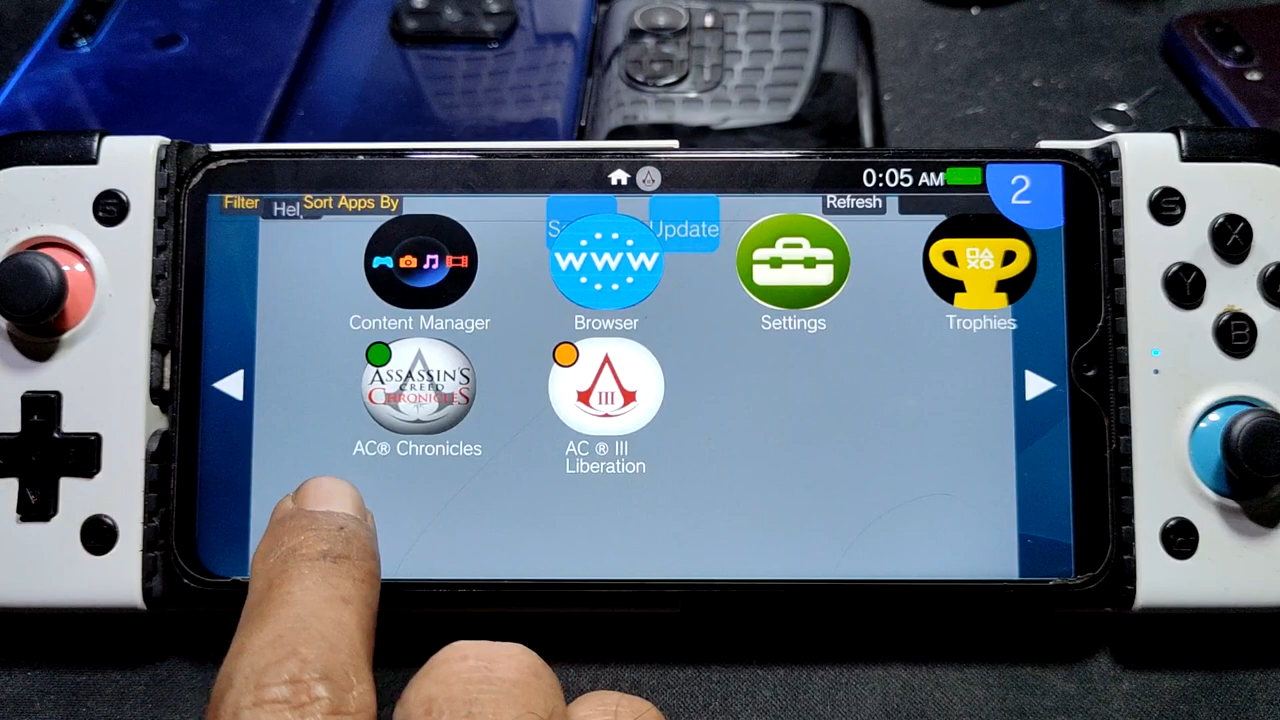 0:05 AM
2
Filter
Sort Apps By
Refresh
Update
www
Content Manager
Browser
Settings
Trophies
ASSASSIN'S
CREED
CHRONICLES
III
AC® Chronicles
AC ® III
Liberation
S
S
X
Y
B